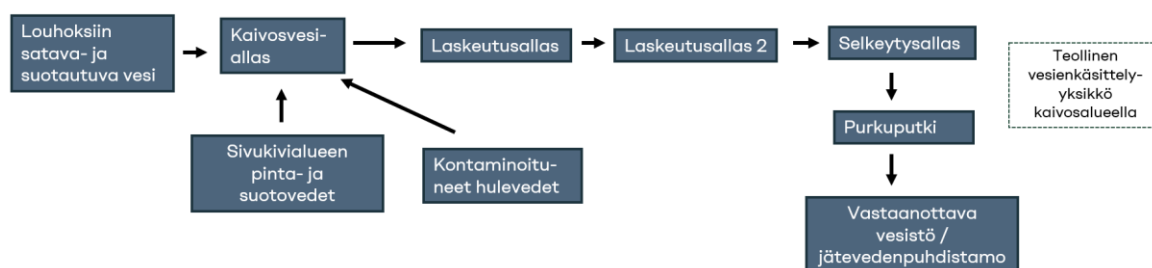 Louhoksiin
satava- ja
suotautuva vesi
Kaivosvesi-
allas
Laskeutusallas
Laskeutusallas 2
Selkeytysallas
Teollinen
vesienkäsittely-
yksikkö
kaivosalueella
Purkuputki
Sivukivialueen
pinta- ja
suotovedet
Kontaminoitu-
neet hulevedet
Vastaanottava
vesistö /
jätevedenpuhdistamo